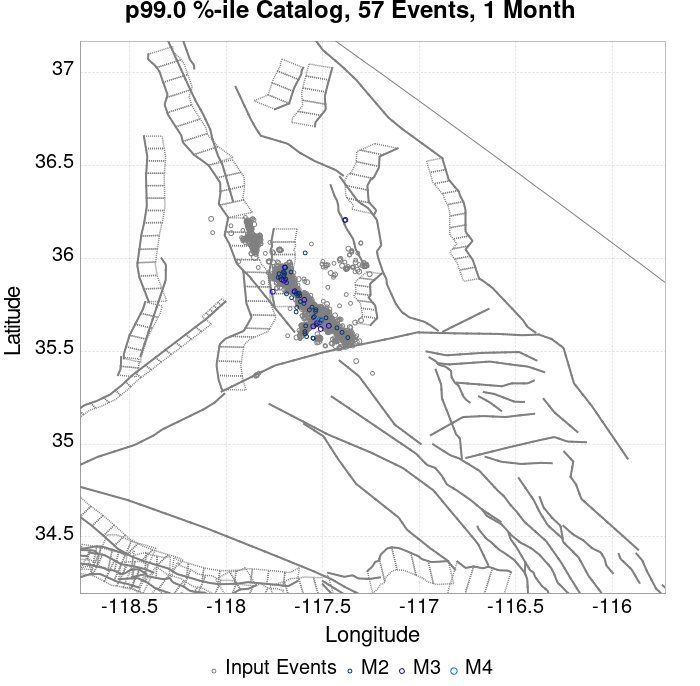 p99.0 %-ile Catalog, 57 Events, 1 Month
37
36.5
36
35.5
35
34.5
Latitude
-118.5 -118 -117.5 -117 -116.5 -116
Longitude
Input Events M2 M3 M4